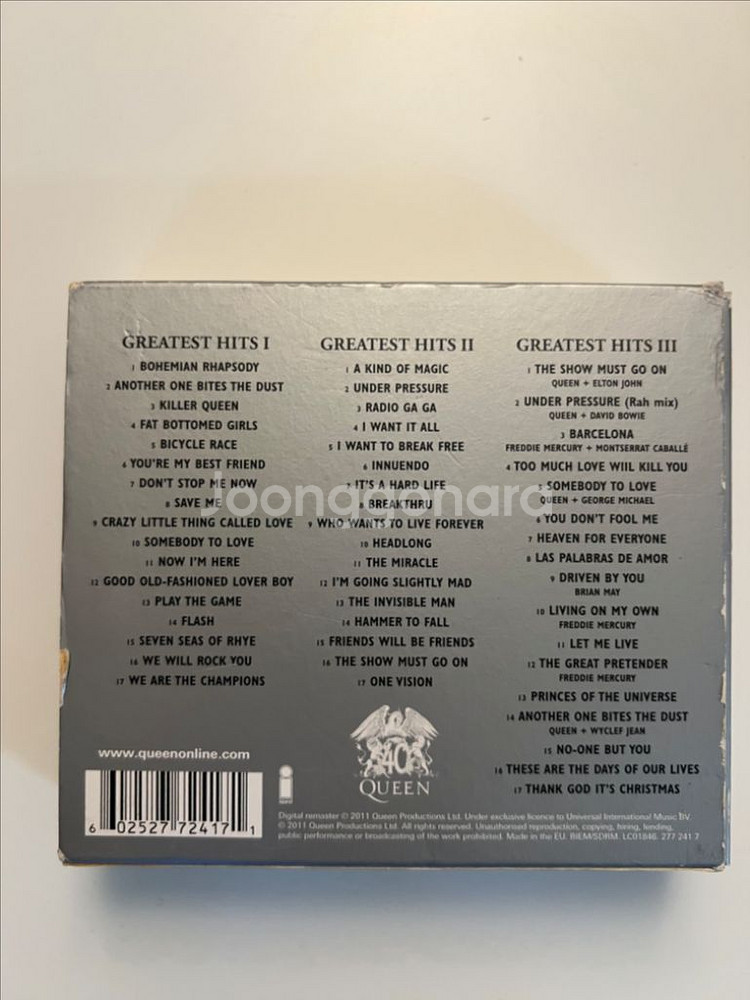 GREATEST HITS I
1 BOHEMIAN RHAPSODY
2 ANOTHER ONE BITES THE DUST
3 KILLER QUEEN
4 FAT BOTTOMED GIRLS
5 BICYCLE RACE
6 YOU'RE MY BEST FRIEND
7 DON'T STOP ME NOW
8 SAVE ME
9 CRAZY LITTLE THING CALLED LOVE
10 SOMEBODY TO LOVE
11 NOW I'M HERE
12 GOOD OLD-FASHIONED LOVER BOY
13 PLAY THE GAME
14 FLASH
15 SEVEN SEAS OF RHYE
16 WE WILL ROCK YOU
17 WE ARE THE CHAMPIONS
GREATEST HITS II
1 A KIND OF MAGIC
2 UNDER PRESSURE
3 RADIO GA GA
4 I WANT IT ALL
5 I WANT TO BREAK FREE
6 INNUENDO
7 IT'S A HARD LIFE
8 BREAKTHRU
9 WHO WANTS TO LIVE FOREVER
10 HEADLONG
11 THE MIRACLE
12 I'M GOING SLIGHTLY MAD
13 THE INVISIBLE MAN
14 HAMMER TO FALL
15 FRIENDS WILL BE FRIENDS
16 THE SHOW MUST GO ON
17 ONE VISION
GREATEST HITS III
1 THE SHOW MUST GO ON
QUEEN + ELTON JOHN
2 UNDER PRESSURE (Rah mix)
QUEEN + DAVID BOWIE
3 BARCELONA
FREDDIE MERCURY + MONTSERRAT CABALLÉ
4 TOO MUCH LOVE WIIL KILL YOU
5 SOMEBODY TO LOVE
QUEEN + GEORGE MICHAEL
6 YOU DON'T FOOL ME
7 HEAVEN FOR EVERYONE
8 LAS PALABRAS DE AMOR
9 DRIVEN BY YOU
BRIAN MAY
10 LIVING ON MY OWN
FREDDIE MERCURY
11 LET ME LIVE
12 THE GREAT PRETENDER
FREDDIE MERCURY
13 PRINCES OF THE UNIVERSE
14 ANOTHER ONE BITES THE DUST
QUEEN + WYCLEF JEAN
15 NO-ONE BUT YOU
16 THESE ARE THE DAYS OF OUR LIVES
17 THANK GOD IT'S CHRISTMAS
joonggonara
www.queenonline.com
6 02527 72417 1
40
QUEEN
Digital remaster © 2011 Queen Productions Ltd. Under exclusive licence to Universal International Music BV.
© 2011 Queen Productions Ltd. All rights reserved. Unauthorised reproduction, copying, hiring, lending,
public performance or broadcasting of the work prohibited. Made in the EU. BIEM/SDRM. LC01846. 277 241 7